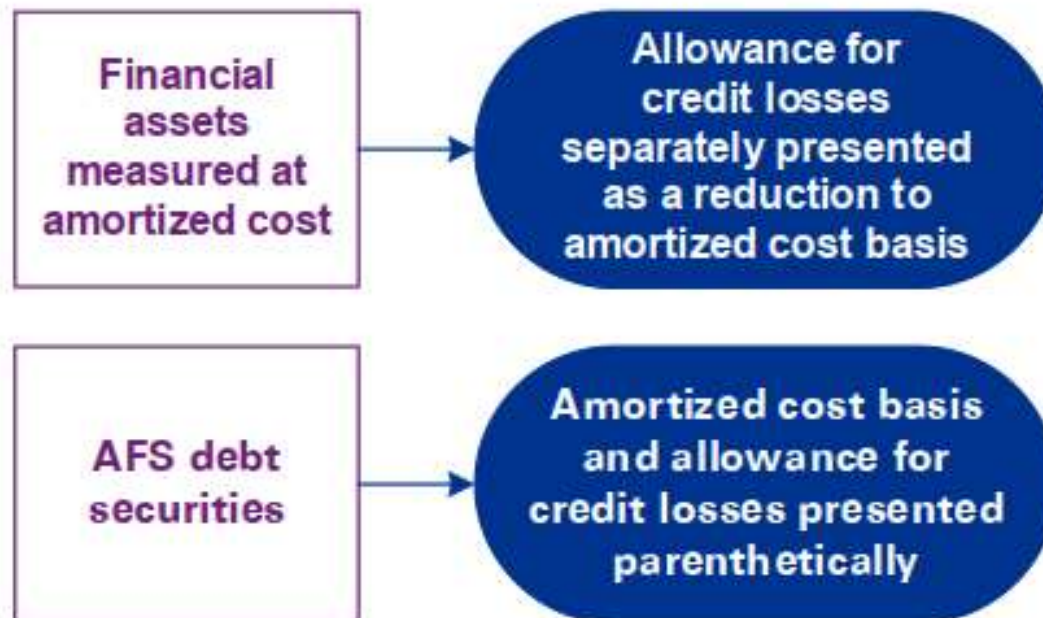 Financial
assets
measured at
amortized cost
Allowance for
credit losses
separately presented
as a reduction to
amortized cost basis
AFS debt
securities
Amortized cost basis
and allowance for
credit losses presented
parenthetically